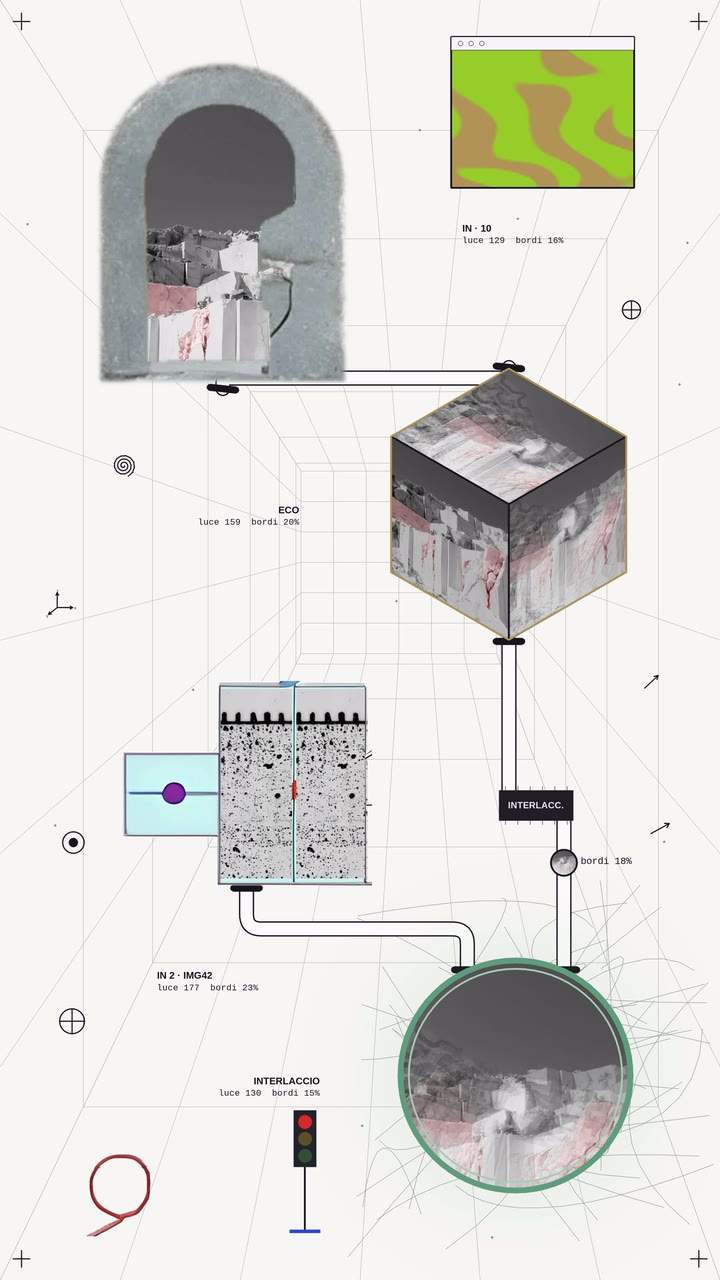 IN · 10
luce 129  bordi 16%
ECO
luce 159  bordi 20%
INTERLACC.
bordi 18%
IN 2 · IMG42
luce 177  bordi 23%
INTERLACCIO
luce 130  bordi 15%